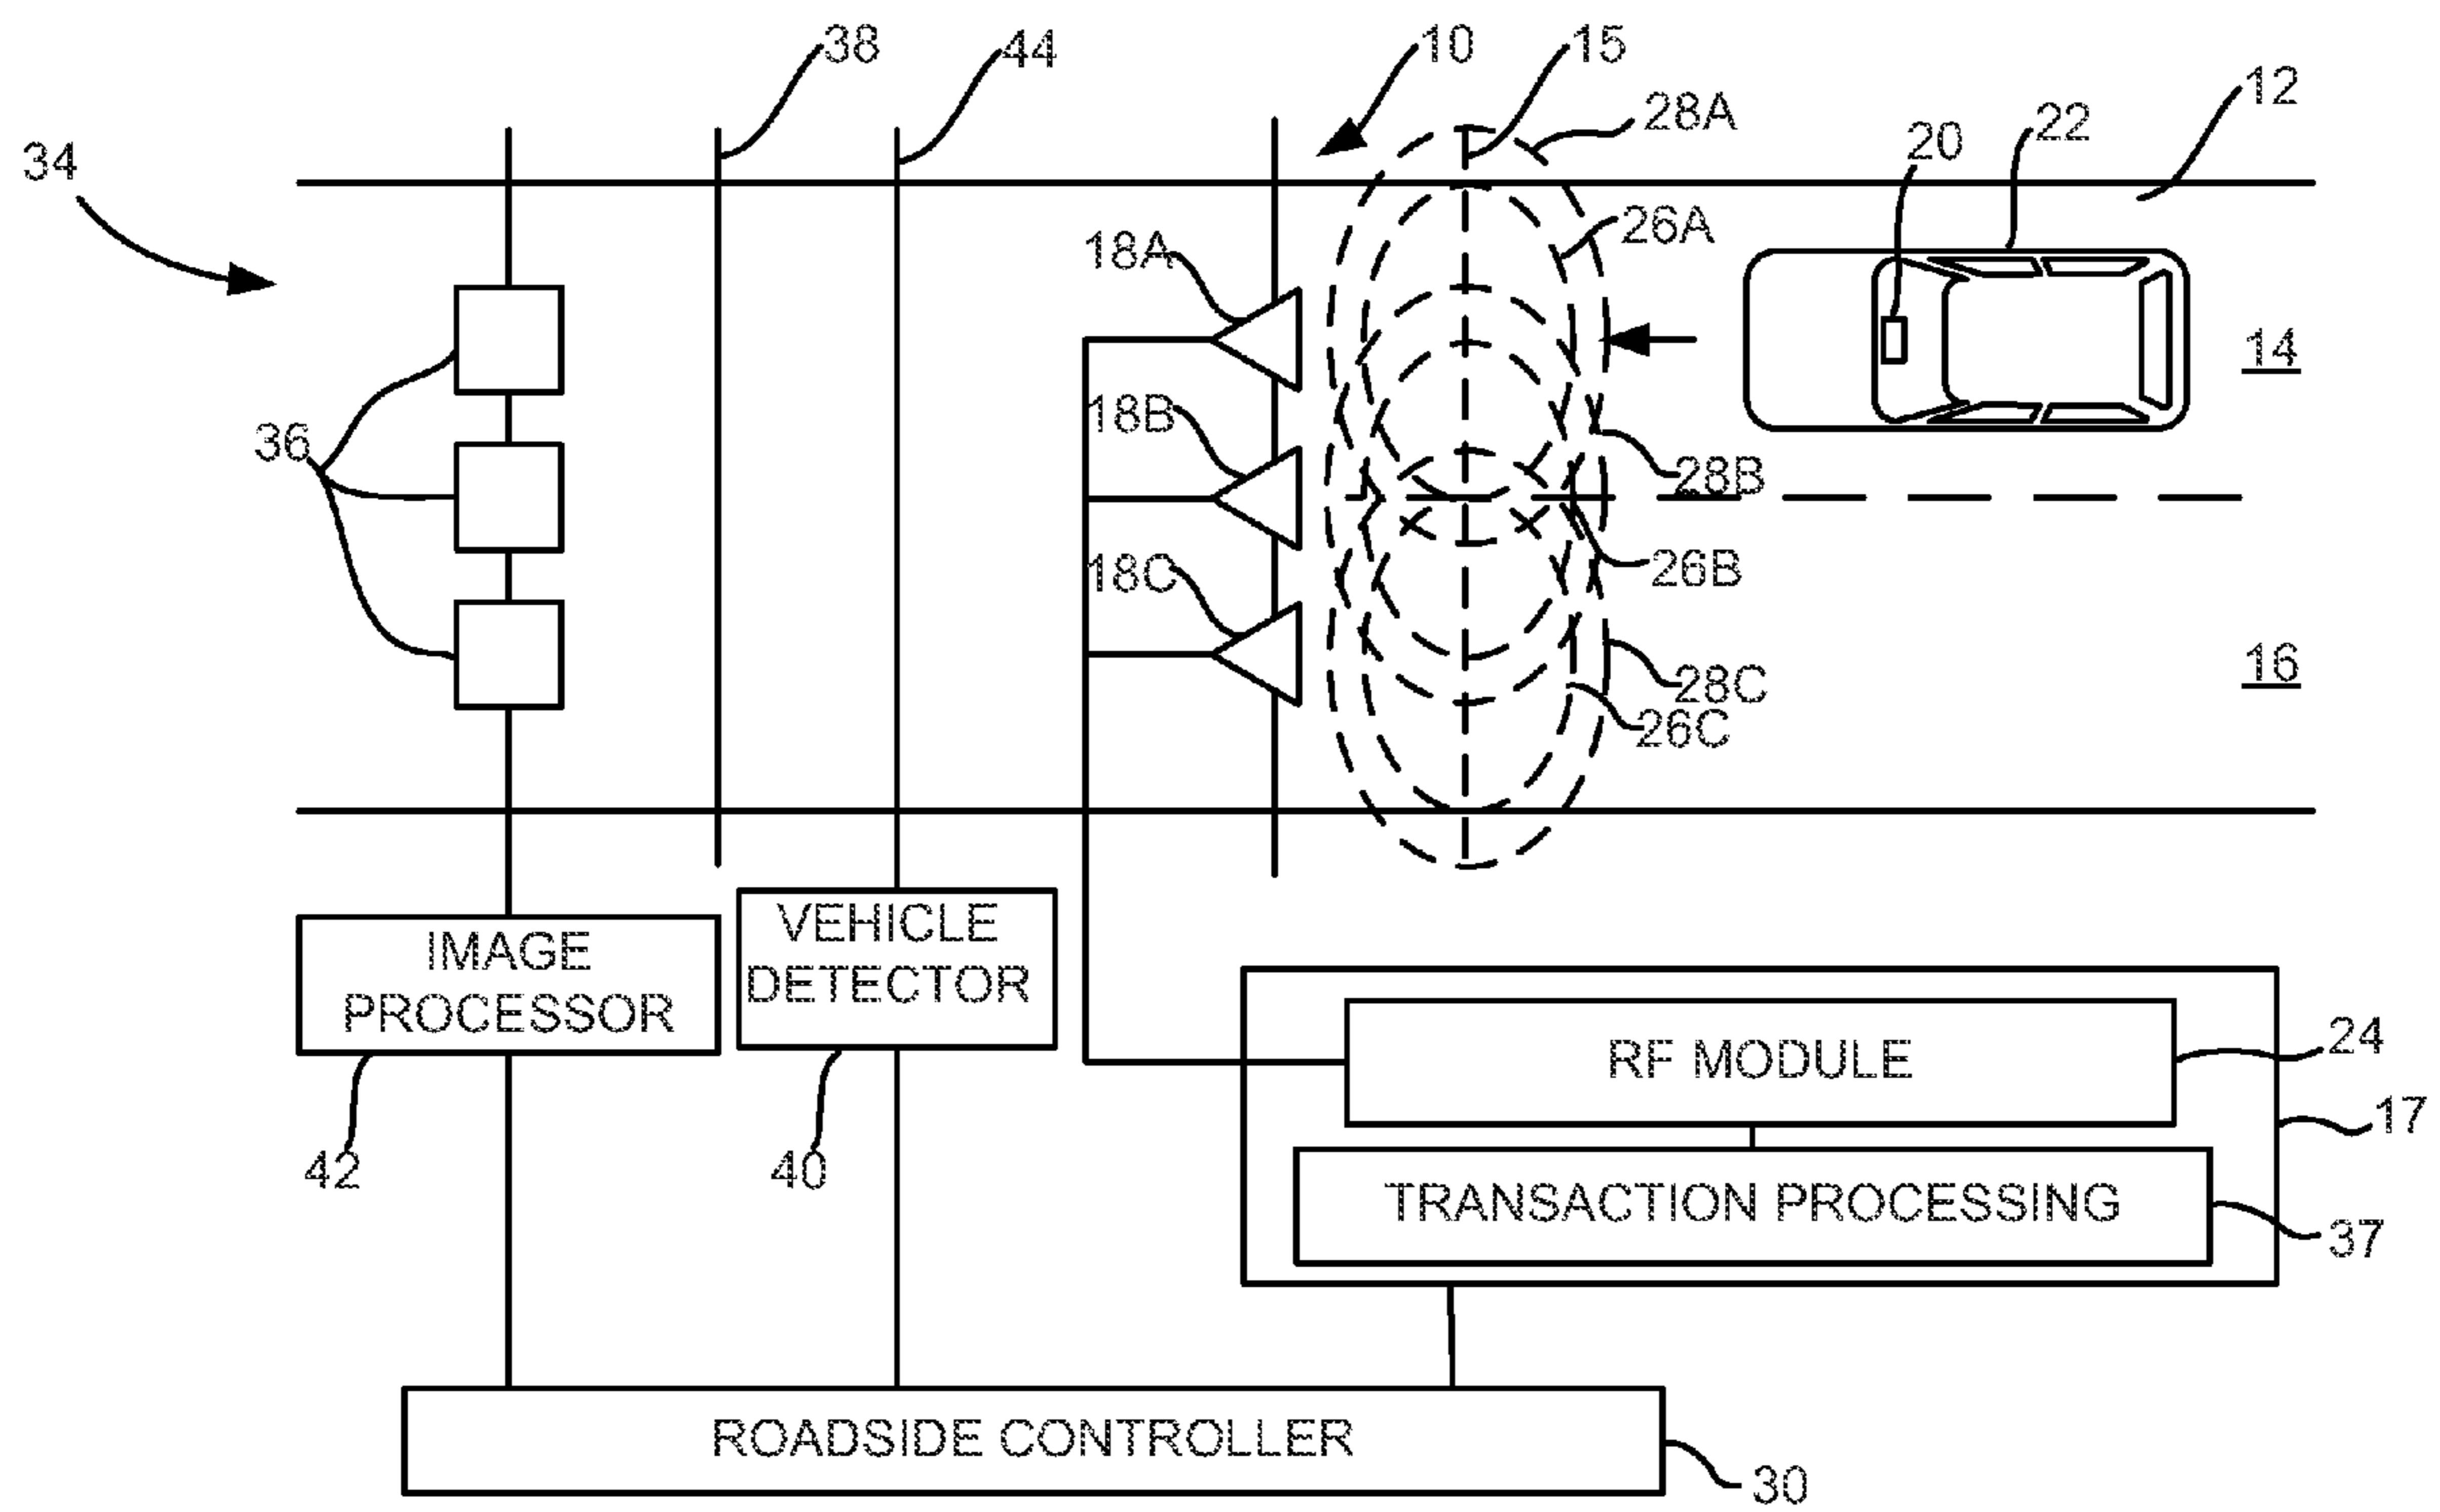 38
44
10
15
28A
12
34
20
22
26A
18A
14
18B
36
28B
18C
26B
16
28C
26C
VEHICLE
DETECTOR
IMAGE
PROCESSOR
RF MODULE
24
17
42
40
TRANSACTION PROCESSING
37
ROADSIDE CONTROLLER
30